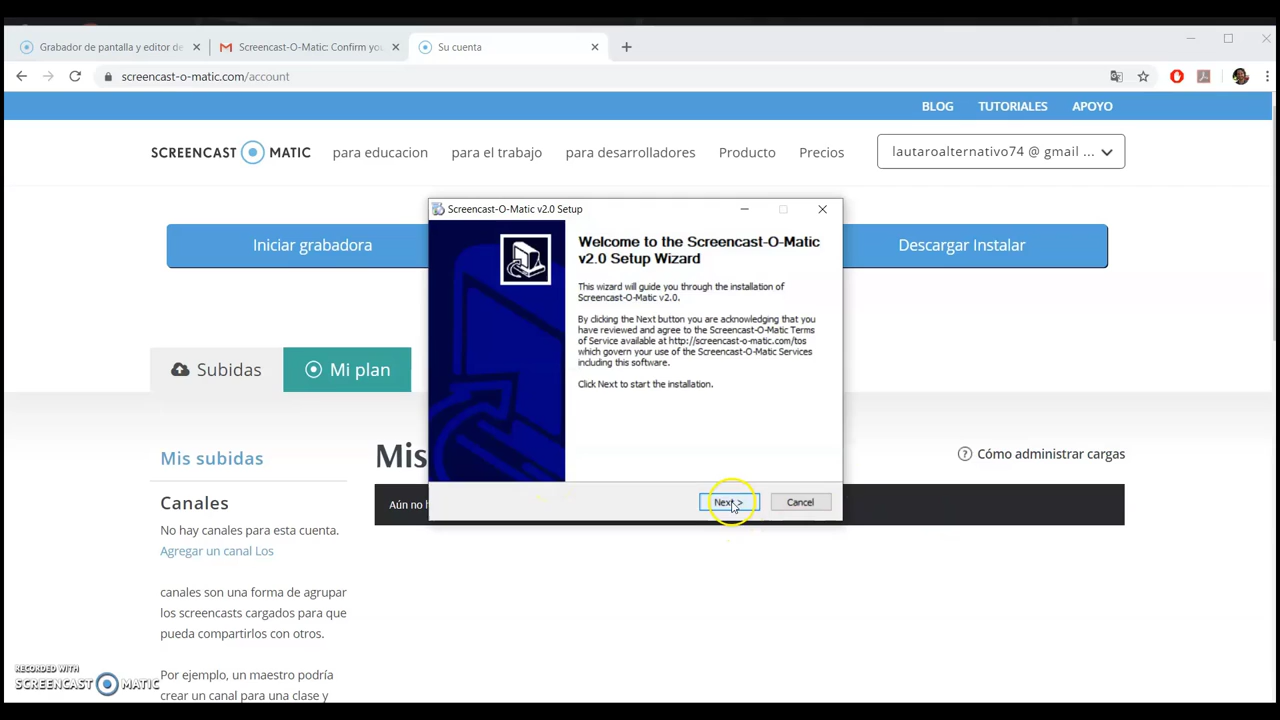 Grabador de pantalla y editor de
Screencast-O-Matic: Confirm you
Su cuenta
screencast-o-matic.com/account
BLOG TUTORIALES APOYO
SCREENCAST MATIC para educacion para el trabajo para desarrolladores Producto Precios lautaroalternativo74 @ gmail ...
Screencast-O-Matic v2.0 Setup
Iniciar grabadora Descargar Instalar
Welcome to the Screencast-O-Matic
v2.0 Setup Wizard
This wizard will guide you through the installation of
Screencast-O-Matic v2.0.
By clicking the Next button you are acknowledging that you
have reviewed and agree to the Screencast-O-Matic Terms
of Service available at http://screencast-o-matic.com/tos
which govern your use of the Screencast-O-Matic Services
including this software.
Click Next to start the installation.
Next > Cancel
Subidas Mi plan
Mis subidas
Mis
Cómo administrar cargas
Canales
Aún no h
No hay canales para esta cuenta.
Agregar un canal Los
canales son una forma de agrupar
los screencasts cargados para que
pueda compartirlos con otros.
Por ejemplo, un maestro podría
crear un canal para una clase y
RECORDED WITH
SCREENCAST MATIC